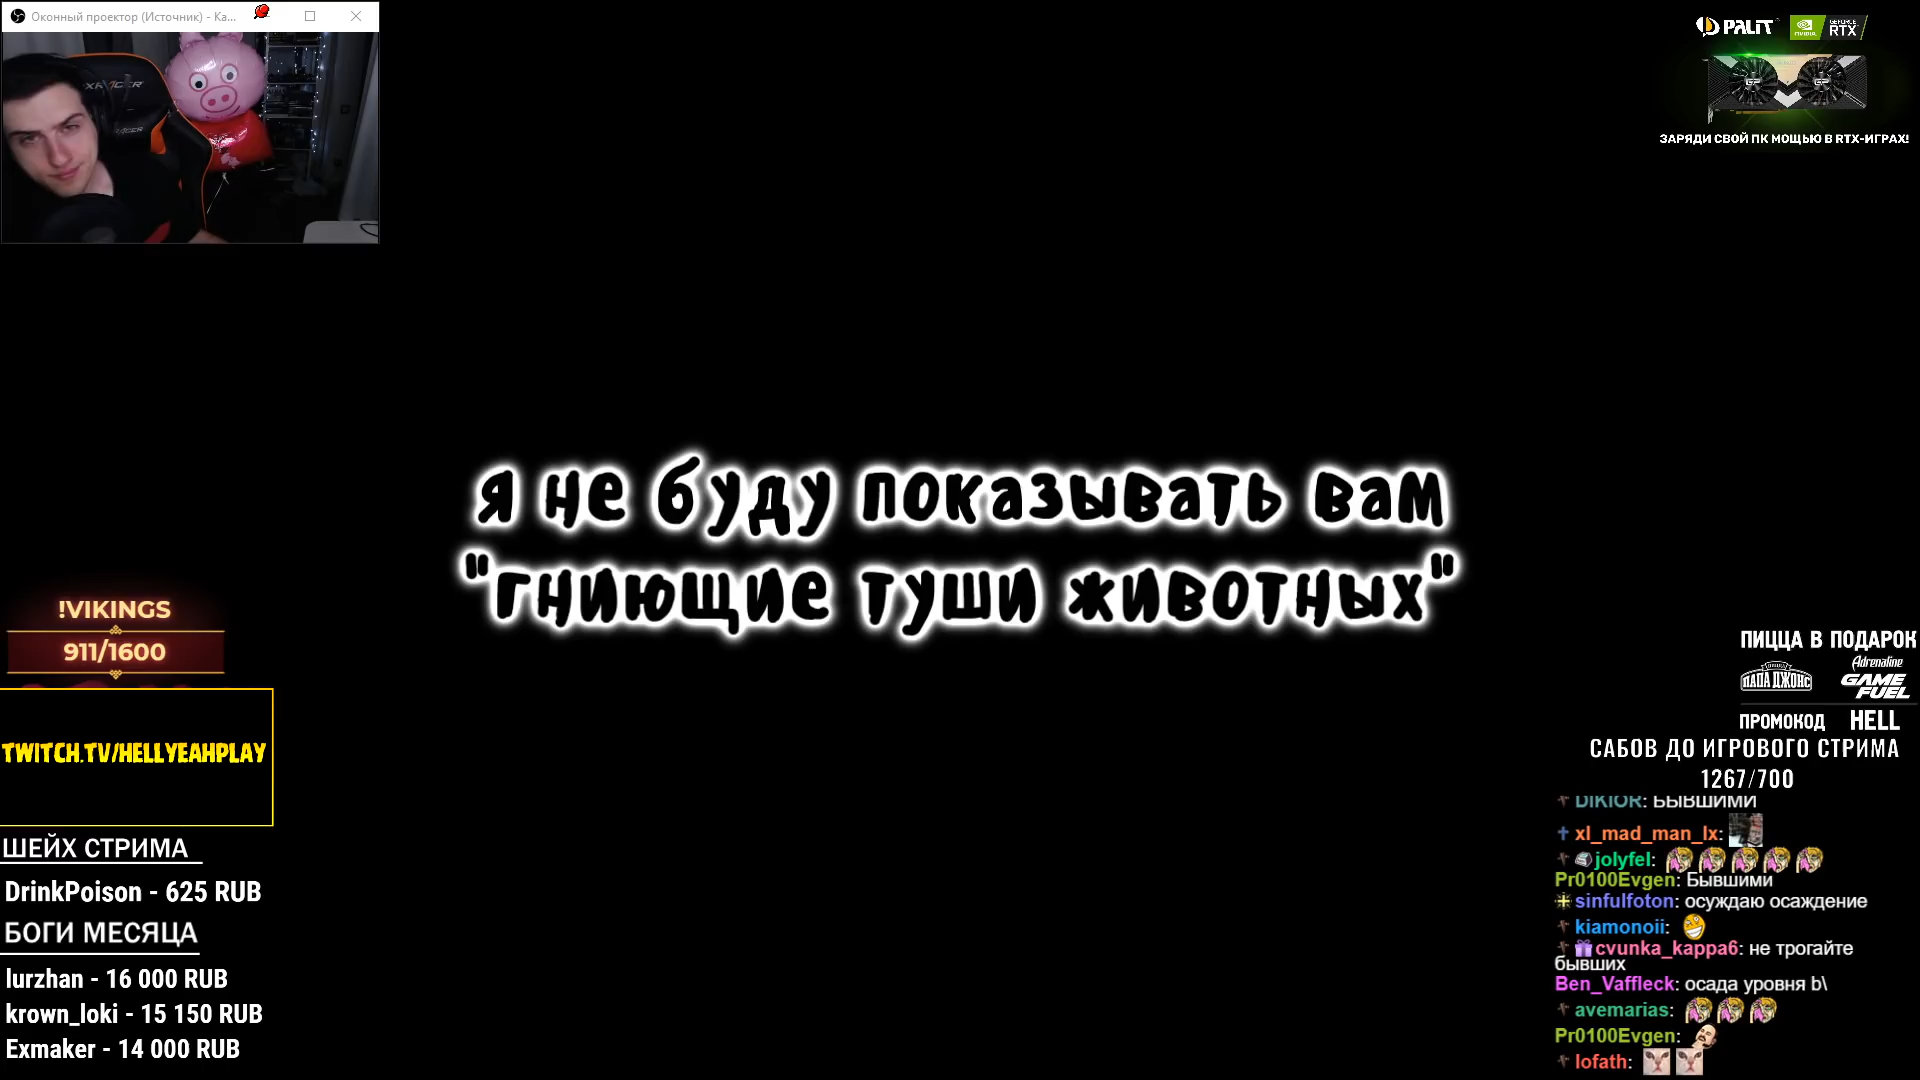 Оконный проектор (Источник) - Ка...
PALIT
NVIDIA
GEFORCE
RTX
ЗАРЯДИ СВОЙ ПК МОЩЬЮ В RTX-ИГРАХ!
я не буду показывать вам
"гниющие туши животных"
!VIKINGS
911/1600
TWITCH.TV/HELLYEAHPLAY
ШЕЙХ СТРИМА
DrinkPoison - 625 RUB
БОГИ МЕСЯЦА
lurzhan - 16 000 RUB
krown_loki - 15 150 RUB
Exmaker - 14 000 RUB
ПИЦЦА В ПОДАРОК
ПАПА ДЖОНС
Adrenaline
GAME
FUEL
ПРОМОКОД HELL
САБОВ ДО ИГРОВОГО СТРИМА
1267/700
DIKIOR: БЫВШИМИ
xl_mad_man_lx:
jolyfel:
Pr0100Evgen: Бывшими
sinfulfoton: осуждаю осаждение
kiamonoii:
cvunka_kappa6: не трогайте
бывших
Ben_Vaffleck: осада уровня b\
avemarias:
Pr0100Evgen:
lofath: